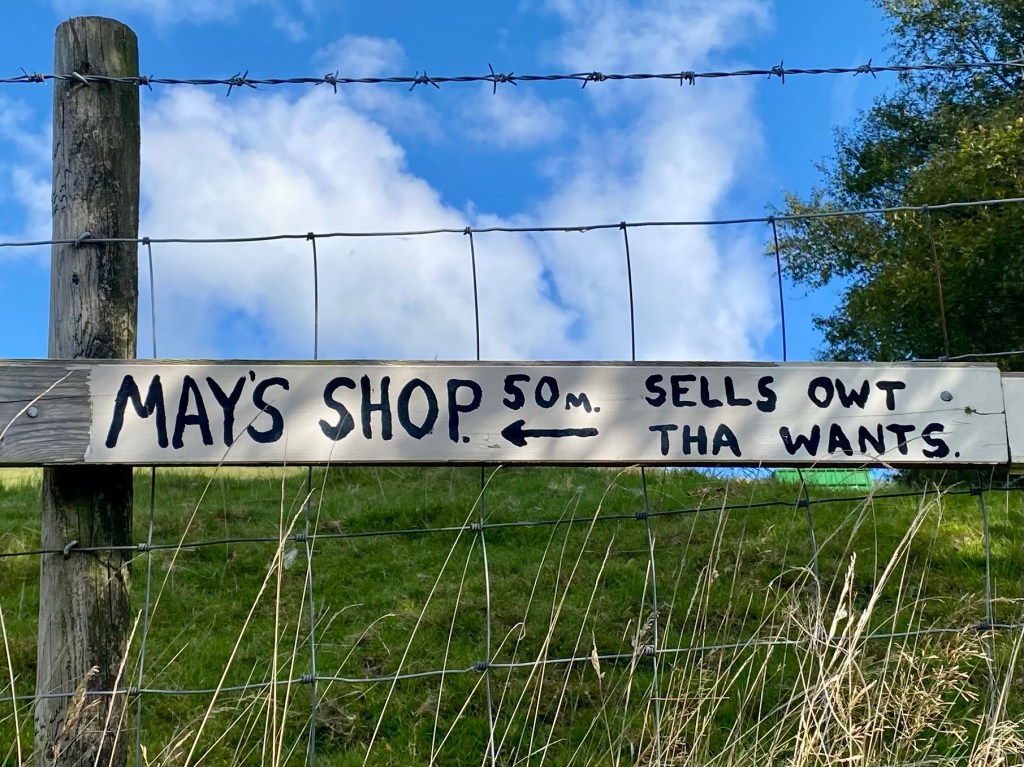 MAY'S SHOP. 50M. ← SELLS OWT
THA WANTS.